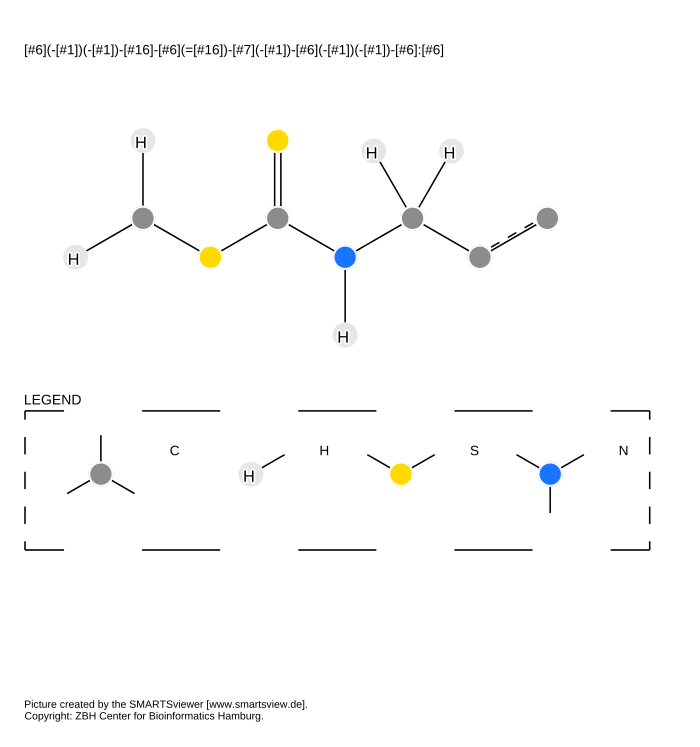 [#6](-[#1])(-[#1])-[#16]-[#6](=[#16])-[#7](-[#1])-[#6](-[#1])(-[#1])-[#6]:[#6]
H
H
H
H
H
LEGEND
C
H
H
S
N
Picture created by the SMARTSviewer [www.smartsview.de].
Copyright: ZBH Center for Bioinformatics Hamburg.